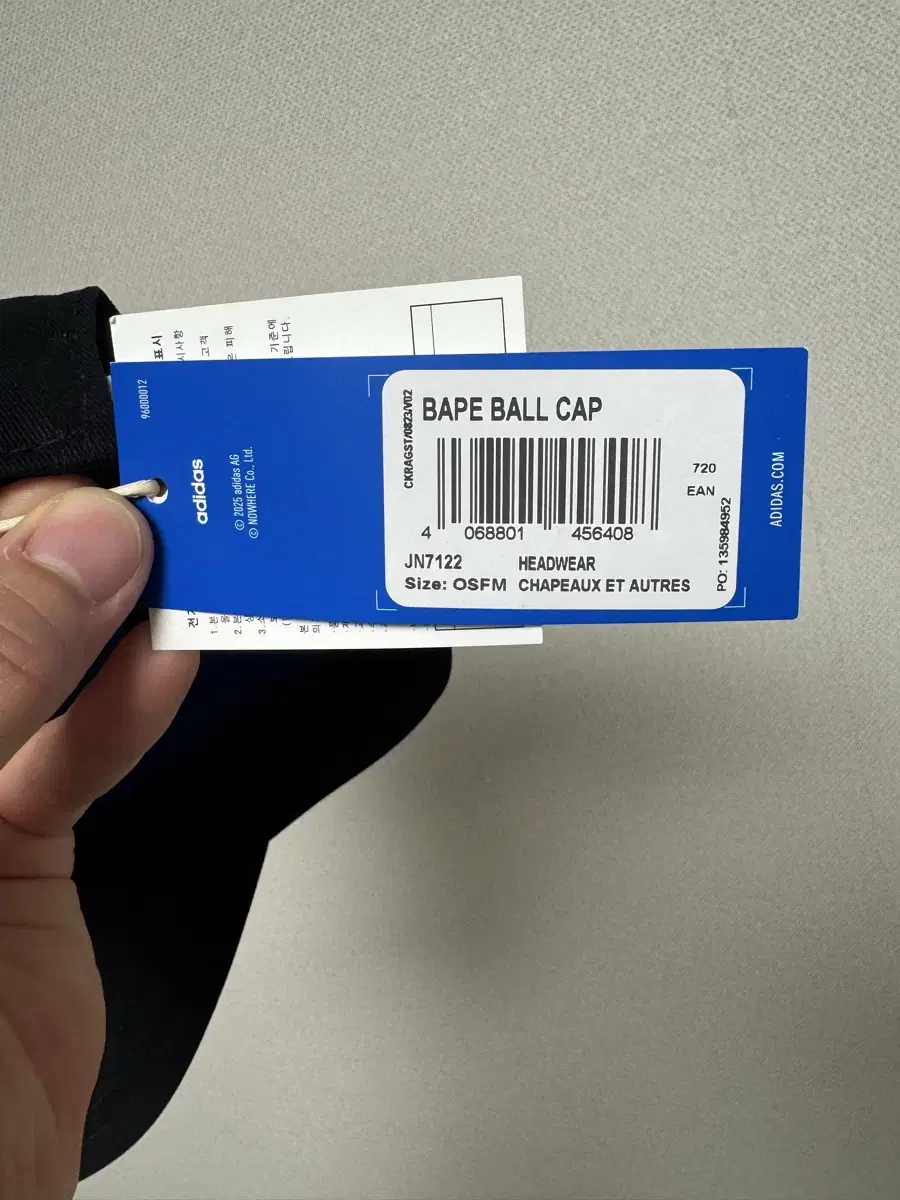 BAPE BALL CAP
CKRAGST/0823/V02
720
EAN
4 068801 456408
JN7122 HEADWEAR
Size: OSFM CHAPEAUX ET AUTRES
PO: 135984952
ADIDAS.COM
96000012
adidas
© 2025 adidas AG
© NOWHERE Co., Ltd.
표시
시사항
고객
피해
기준에
립니다.